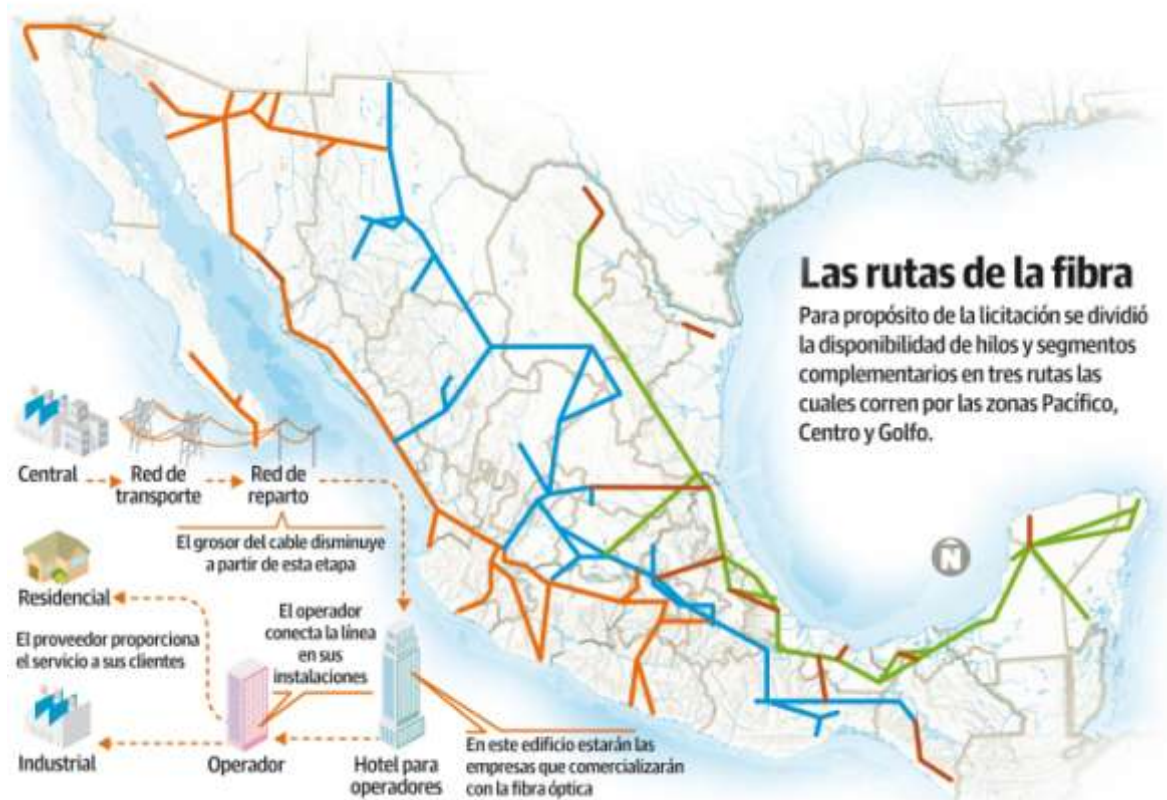 Las rutas de la fibra
Para propósito de la licitación se dividió
la disponibilidad de hilos y segmentos
complementarios en tres rutas las
cuales corren por las zonas Pacífico,
Centro y Golfo.
N
Central
Red de
transporte
Red de
reparto
El grosor del cable disminuye
a partir de esta etapa
Residencial
El proveedor proporciona
el servicio a sus clientes
El operador
conecta la línea
en sus
instalaciones
Industrial
Operador
Hotel para
operadores
En este edificio estarán las
empresas que comercializarán
con la fibra óptica